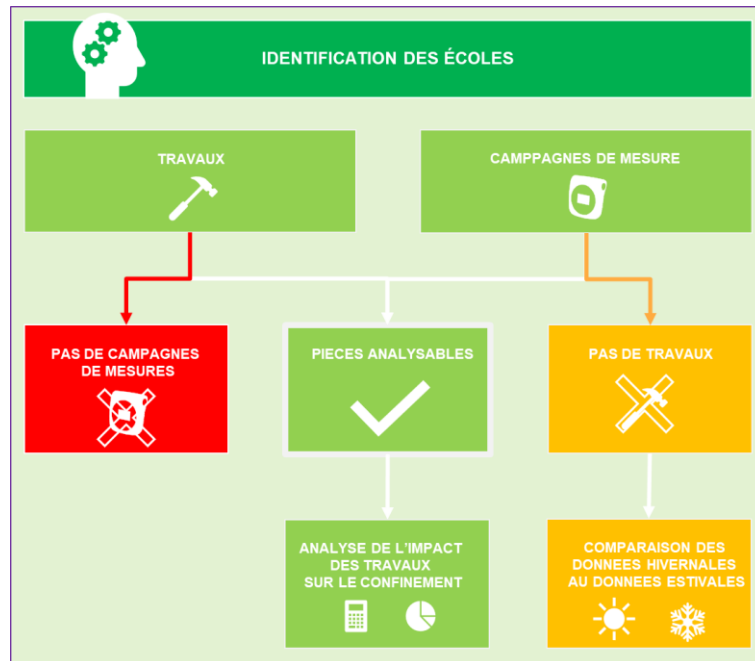 IDENTIFICATION DES ÉCOLES
TRAVAUX
CAMPPAGNES DE MESURE
PAS DE CAMPAGNES
DE MESURES
PIECES ANALYSABLES
PAS DE TRAVAUX
ANALYSE DE L'IMPACT
DES TRAVAUX
SUR LE CONFINEMENT
COMPARAISON DES
DONNEES HIVERNALES
AU DONNEES ESTIVALES